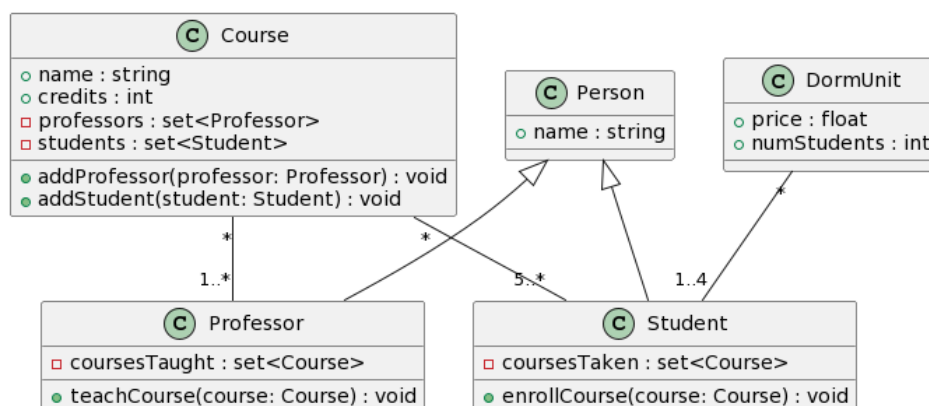 C Course
name : string
credits : int
professors : set<Professor>
students : set<Student>
addProfessor(professor: Professor) : void
addStudent(student: Student) : void
C Person
name : string
C DormUnit
price : float
numStudents : int
*
*
*
1..*
5..*
1..4
C Professor
coursesTaught : set<Course>
teachCourse(course: Course) : void
C Student
coursesTaken : set<Course>
enrollCourse(course: Course) : void